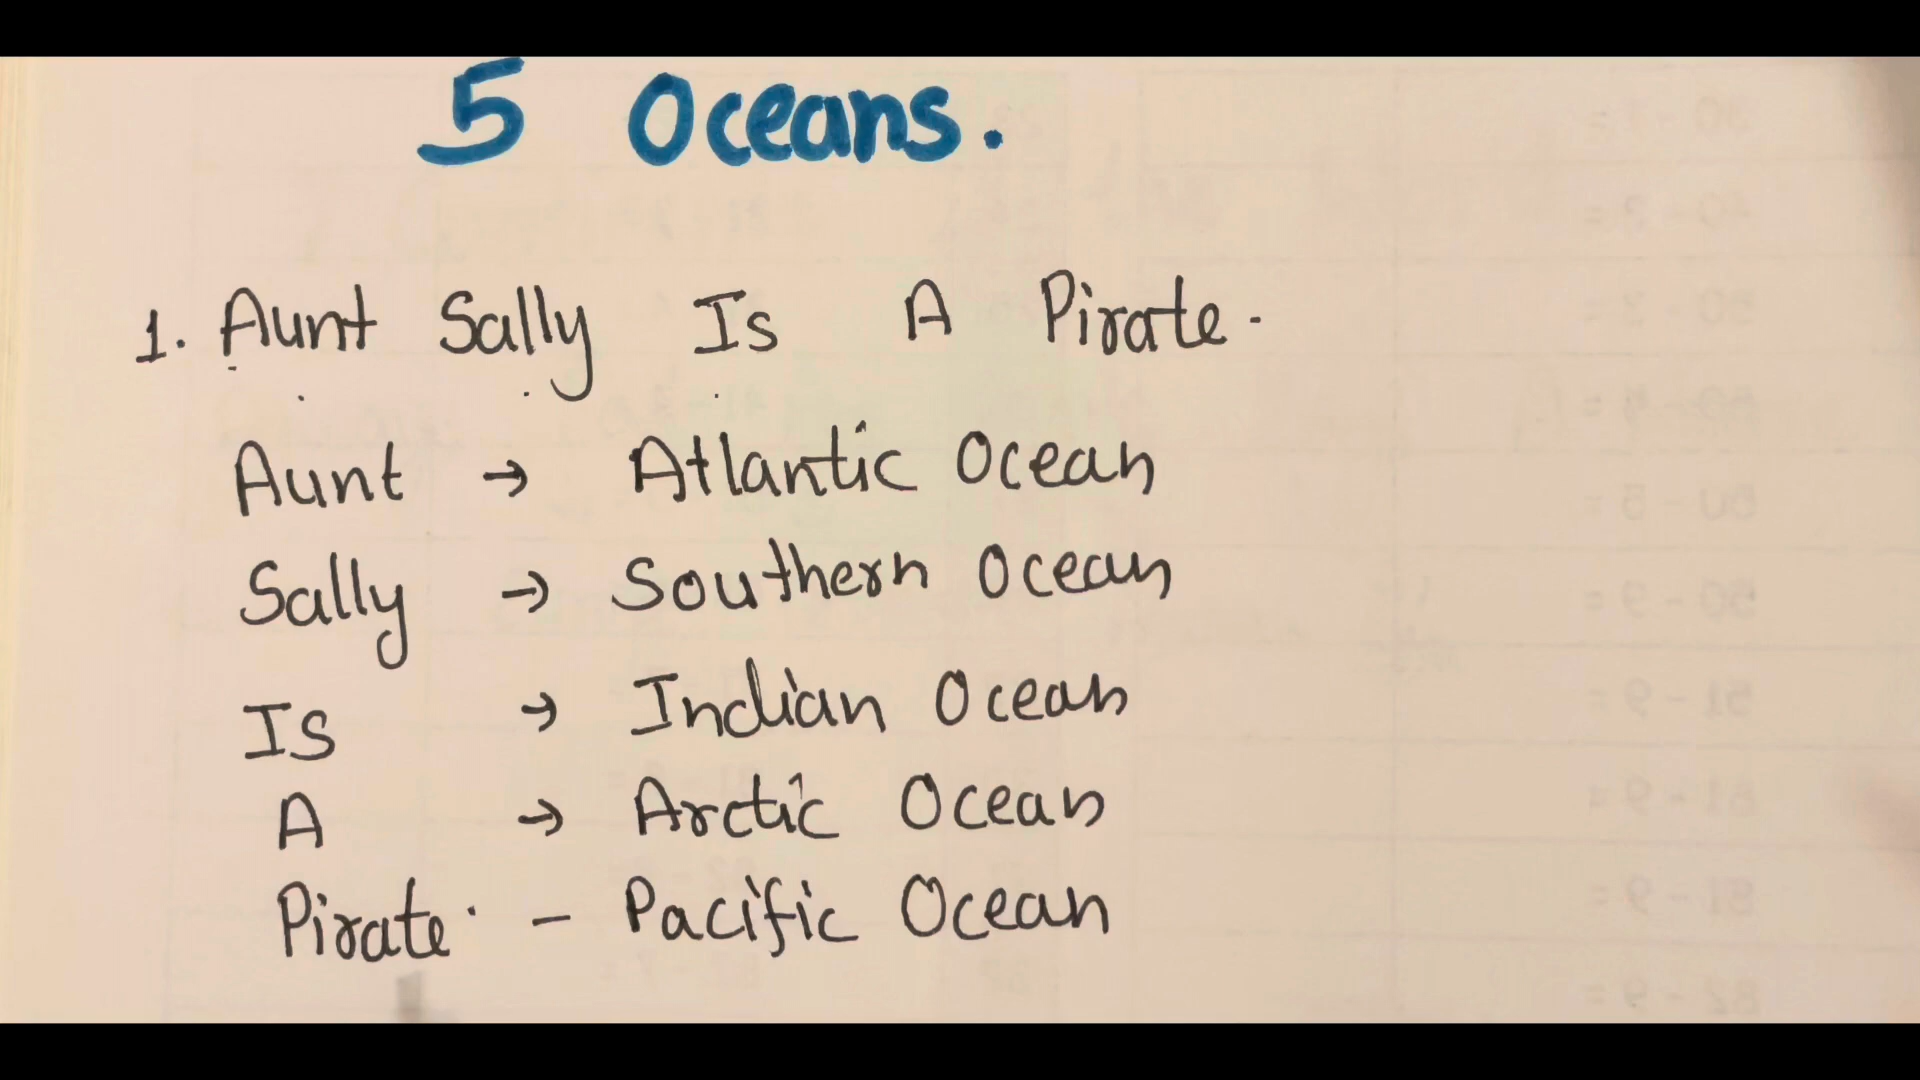 5 Oceans.
1. Aunt Sally Is A Pirate.
Aunt → Atlantic Ocean
Sally → Southern Ocean
Is → Indian Ocean
A → Arctic Ocean
Pirate. - Pacific Ocean